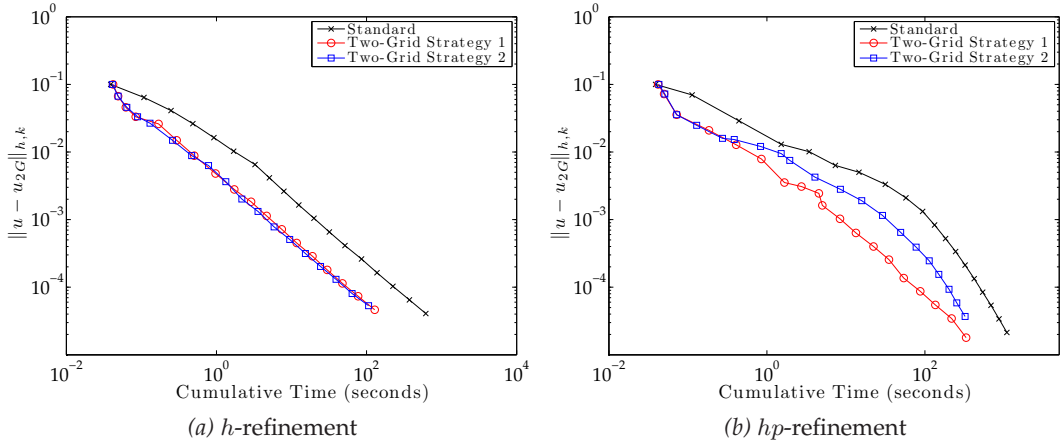 10^0
10^-1
10^-2
10^-3
10^-4
‖u − u_2G‖_h,k
Standard
Two-Grid Strategy 1
Two-Grid Strategy 2
10^-2
10^0
10^2
10^4
Cumulative Time (seconds)
(a) h-refinement
10^0
10^-1
10^-2
10^-3
10^-4
‖u − u_2G‖_h,k
Standard
Two-Grid Strategy 1
Two-Grid Strategy 2
10^-2
10^0
10^2
Cumulative Time (seconds)
(b) hp-refinement